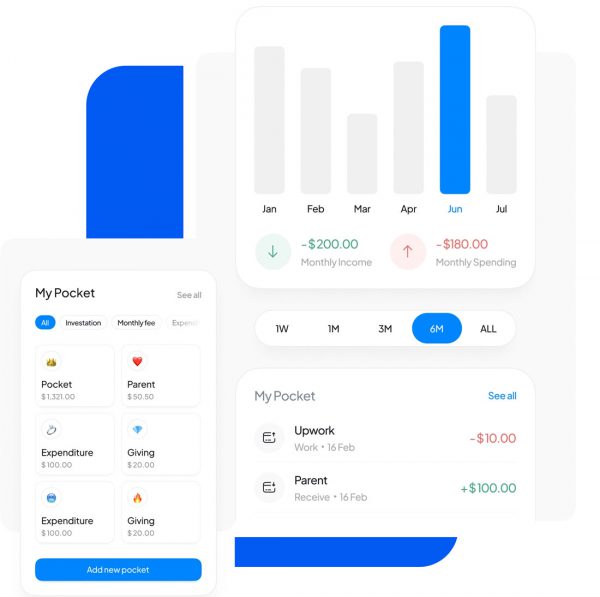 Jan Feb Mar Apr Jun Jul
-$200.00 -$180.00
Monthly Income Monthly Spending
1W 1M 3M 6M ALL
My Pocket See all
Upwork
Work • 16 Feb
-$10.00
Parent
Receive • 16 Feb
+$100.00
My Pocket See all
All Investation Monthly fee Expend
Pocket Parent
$1,321.00 $50.50
Expenditure Giving
$100.00 $20.00
Expenditure Giving
$100.00 $20.00
Add new pocket